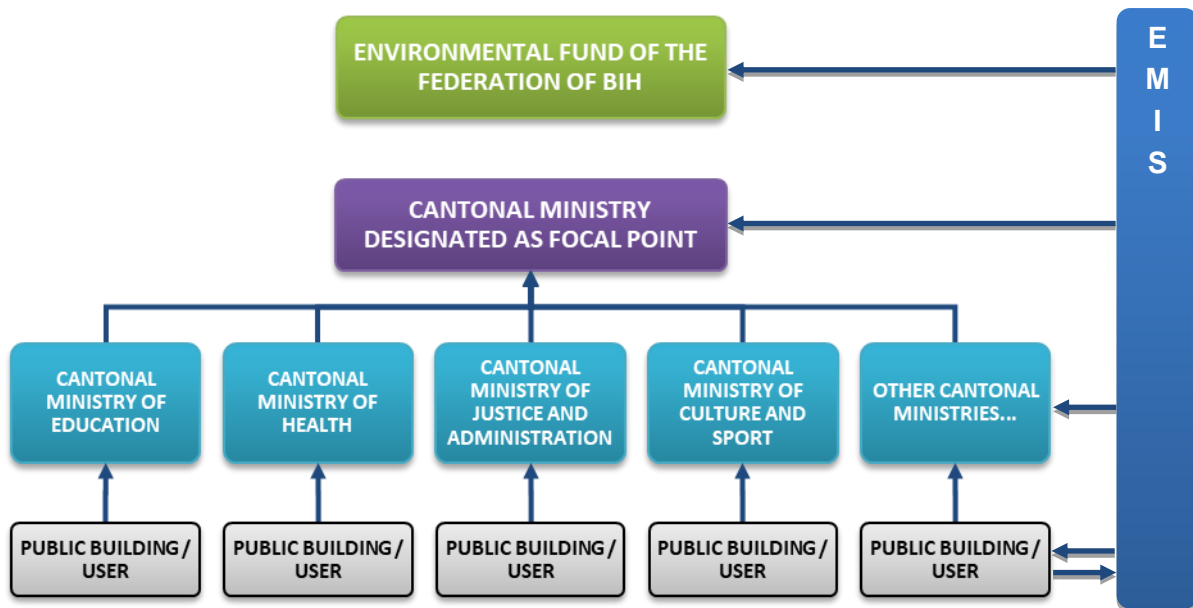 ENVIRONMENTAL FUND OF THE
FEDERATION OF BIH
E
M
I
S
CANTONAL MINISTRY
DESIGNATED AS FOCAL POINT
CANTONAL
MINISTRY OF
EDUCATION
CANTONAL
MINISTRY OF
HEALTH
CANTONAL
MINISTRY OF
JUSTICE AND
ADMINISTRATION
CANTONAL
MINISTRY OF
CULTURE AND
SPORT
OTHER CANTONAL
MINISTRIES...
PUBLIC BUILDING /
USER
PUBLIC BUILDING /
USER
PUBLIC BUILDING /
USER
PUBLIC BUILDING /
USER
PUBLIC BUILDING /
USER